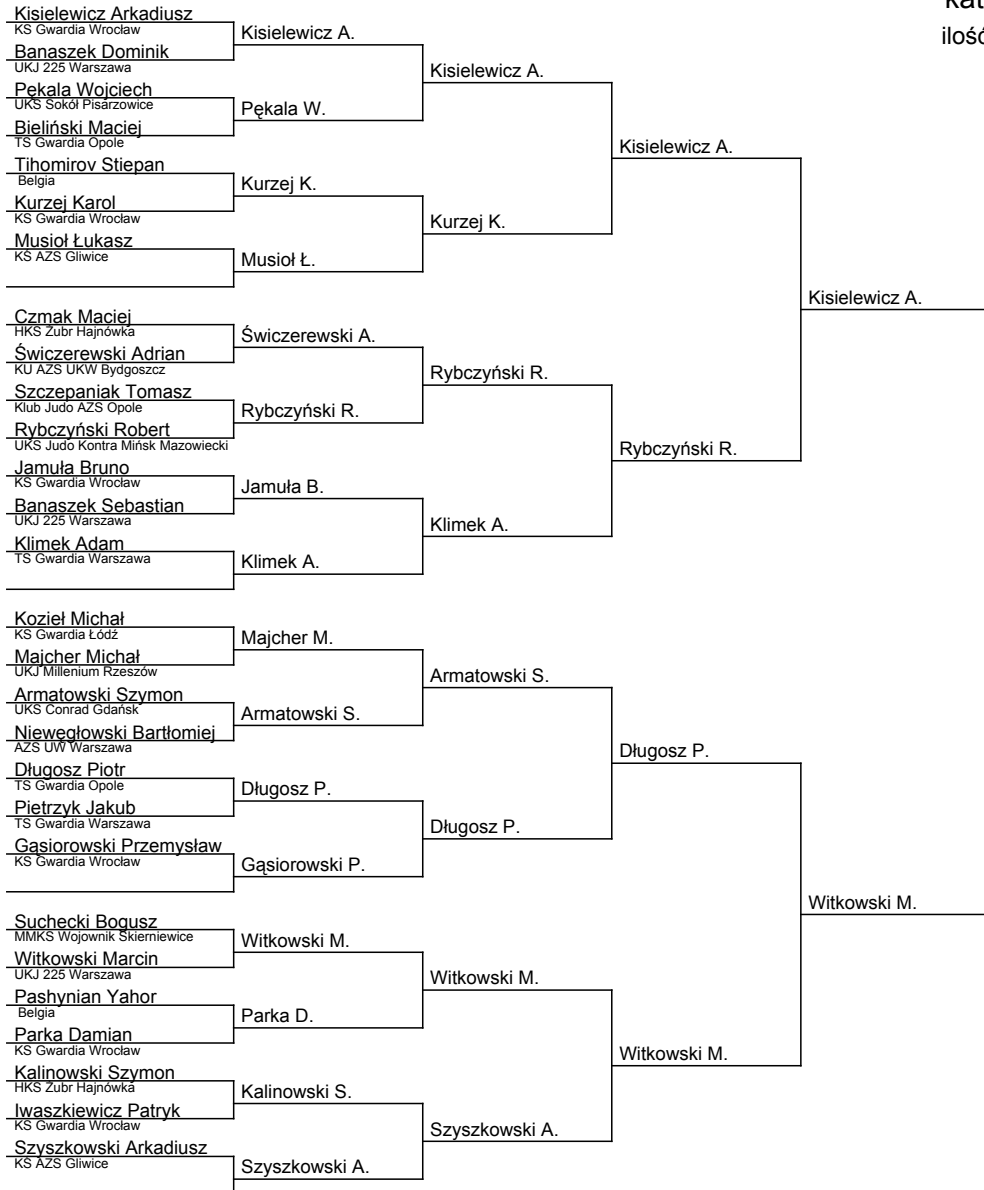 kat
ilość
Kisielewicz Arkadiusz
KS Gwardia Wrocław
Banaszek Dominik
UKJ 225 Warszawa
Pękala Wojciech
UKS Sokół Pisarzowice
Bieliński Maciej
TS Gwardia Opole
Tihomirov Stiepan
Belgia
Kurzej Karol
KS Gwardia Wrocław
Musioł Łukasz
KS AZS Gliwice
Czmak Maciej
HKS Żubr Hajnówka
Świczerewski Adrian
KU AZS UKW Bydgoszcz
Szczepaniak Tomasz
Klub Judo AZS Opole
Rybczyński Robert
UKS Judo Kontra Mińsk Mazowiecki
Jamuła Bruno
KS Gwardia Wrocław
Banaszek Sebastian
UKJ 225 Warszawa
Klimek Adam
TS Gwardia Warszawa
Kozieł Michał
KS Gwardia Łódź
Majcher Michał
UKJ Millenium Rzeszów
Armatowski Szymon
UKS Conrad Gdańsk
Niewęgłowski Bartłomiej
AZS UW Warszawa
Długosz Piotr
TS Gwardia Opole
Pietrzyk Jakub
TS Gwardia Warszawa
Gąsiorowski Przemysław
KS Gwardia Wrocław
Suchecki Bogusz
MMKS Wojownik Skierniewice
Witkowski Marcin
UKJ 225 Warszawa
Pashynian Yahor
Belgia
Parka Damian
KS Gwardia Wrocław
Kalinowski Szymon
HKS Żubr Hajnówka
Iwaszkiewicz Patryk
KS Gwardia Wrocław
Szyszkowski Arkadiusz
KS AZS Gliwice
Kisielewicz A.
Pękala W.
Kurzej K.
Musioł Ł.
Świczerewski A.
Rybczyński R.
Jamuła B.
Klimek A.
Majcher M.
Armatowski S.
Długosz P.
Gąsiorowski P.
Witkowski M.
Parka D.
Kalinowski S.
Szyszkowski A.
Kisielewicz A.
Kurzej K.
Rybczyński R.
Klimek A.
Armatowski S.
Długosz P.
Witkowski M.
Szyszkowski A.
Kisielewicz A.
Rybczyński R.
Długosz P.
Witkowski M.
Kisielewicz A.
Witkowski M.